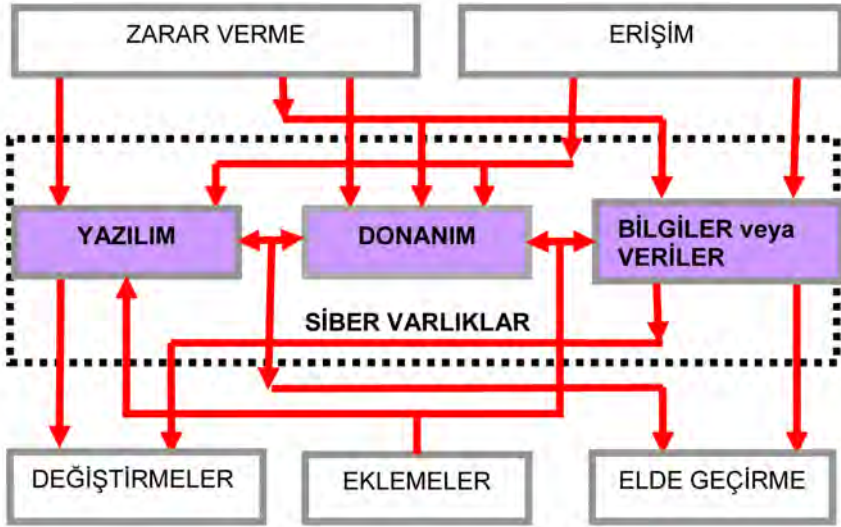 ZARAR VERME
ERİŞİM
YAZILIM
DONANIM
BİLGİLER veya
VERİLER
SİBER VARLIKLAR
DEĞİŞTİRMELER
EKLEMELER
ELDE GEÇİRME